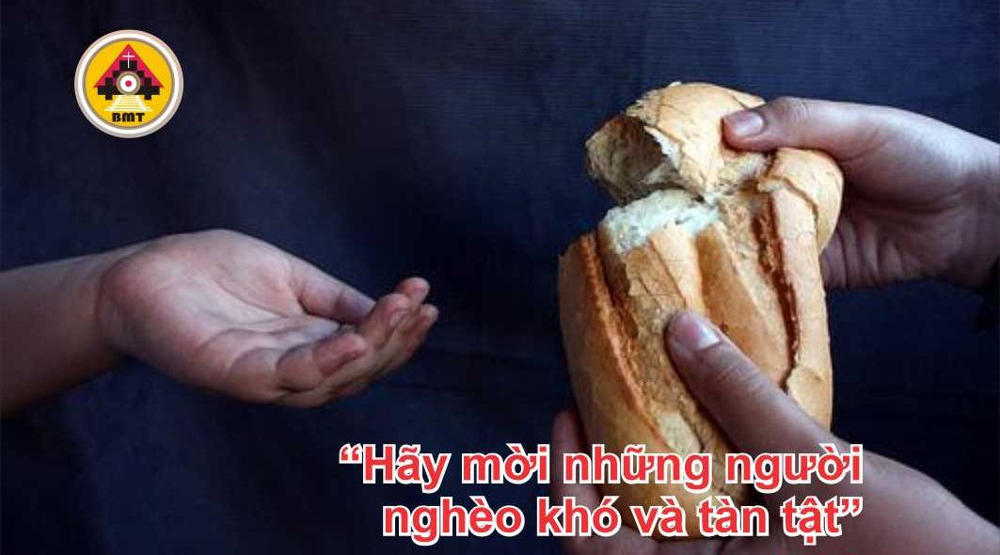 BMT
“Hãy mời những người
nghèo khó và tàn tật”